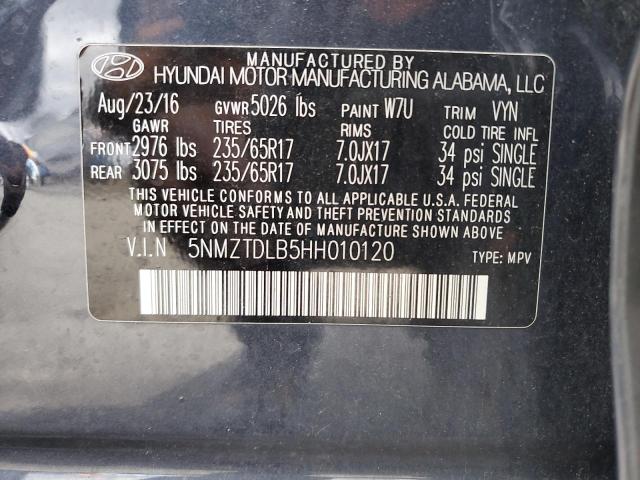 MANUFACTURED BY
HYUNDAI MOTOR MANUFACTURING ALABAMA, LLC
Aug/23/16 GVWR 5026 lbs PAINT W7U TRIM VYN
GAWR TIRES RIMS COLD TIRE INFL
FRONT 2976 lbs 235/65R17 7.0JX17 34 psi SINGLE
REAR 3075 lbs 235/65R17 7.0JX17 34 psi SINGLE
THIS VEHICLE CONFORMS TO ALL APPLICABLE U.S.A. FEDERAL
MOTOR VEHICLE SAFETY AND THEFT PREVENTION STANDARDS
IN EFFECT ON THE DATE OF MANUFACTURE SHOWN ABOVE.
V.I.N 5NMZTDLB5HH010120 TYPE: MPV